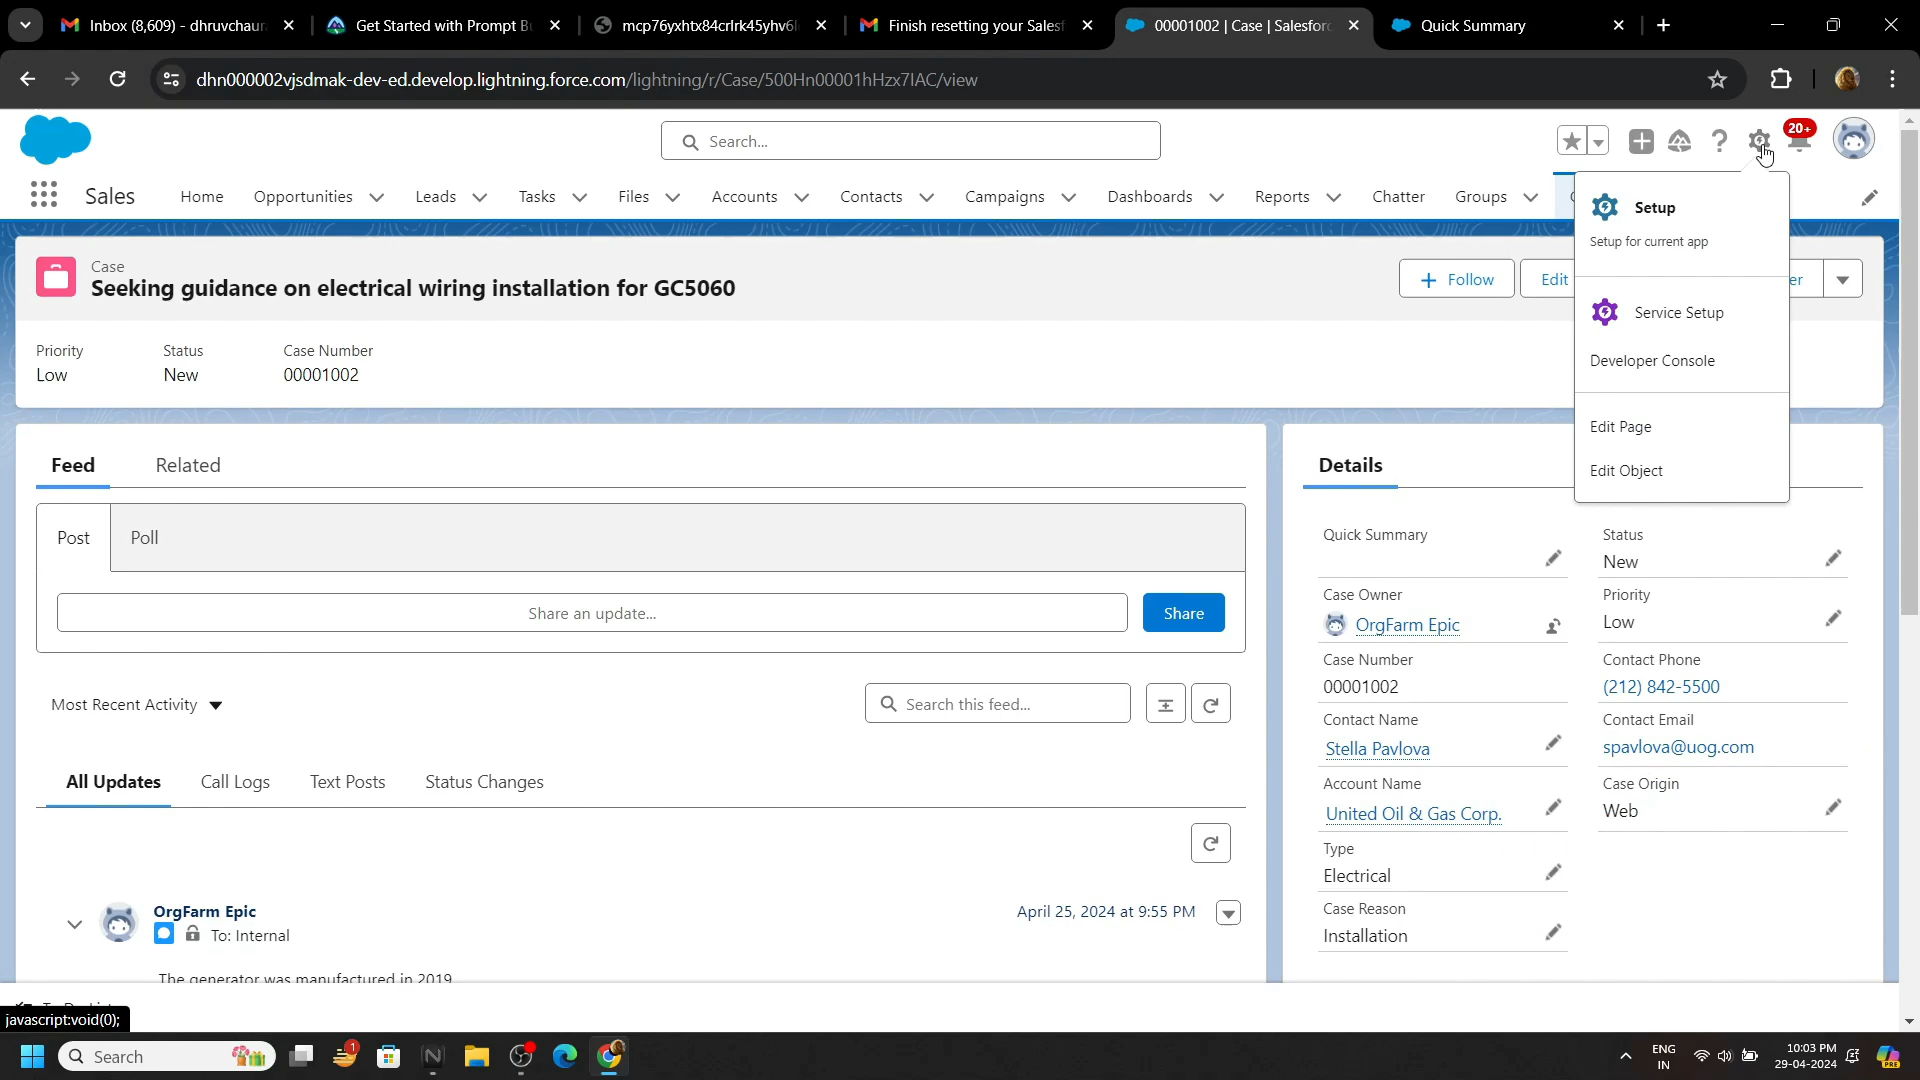 Inbox (8,609) - dhruvchaur
Get Started with Prompt B
mcp76yxhtx84crlrk45yhv6l
Finish resetting your Salesf
00001002 | Case | Salesforc
Quick Summary
dhn000002vjsdmak-dev-ed.develop.lightning.force.com/lightning/r/Case/500Hn00001hHzx7IAC/view
Search...
20+
Sales
Home
Opportunities
Leads
Tasks
Files
Accounts
Contacts
Campaigns
Dashboards
Reports
Chatter
Groups
Setup
Setup for current app
Service Setup
Developer Console
Edit Page
Edit Object
Case
Seeking guidance on electrical wiring installation for GC5060
Follow
Edit
er
Priority
Low
Status
New
Case Number
00001002
Feed
Related
Post
Poll
Share an update...
Share
Most Recent Activity
Search this feed...
All Updates
Call Logs
Text Posts
Status Changes
OrgFarm Epic
To: Internal
April 25, 2024 at 9:55 PM
The generator was manufactured in 2019
Details
Quick Summary
Case Owner
OrgFarm Epic
Case Number
00001002
Contact Name
Stella Pavlova
Account Name
United Oil & Gas Corp.
Type
Electrical
Case Reason
Installation
Status
New
Priority
Low
Contact Phone
(212) 842-5500
Contact Email
spavlova@uog.com
Case Origin
Web
javascript:void(0);
Search
1
ENG
IN
10:03 PM
29-04-2024
PRE